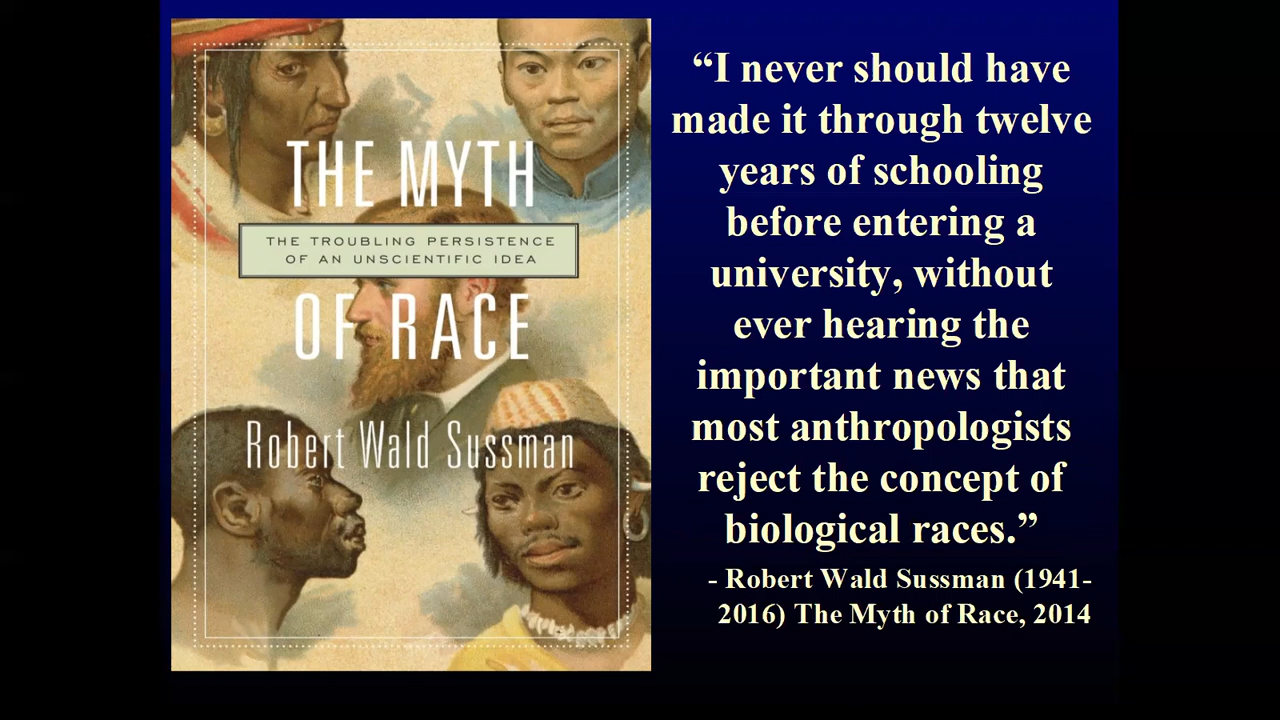 THE MYTH
THE TROUBLING PERSISTENCE
OF AN UNSCIENTIFIC IDEA
OF RACE
Robert Wald Sussman
“I never should have
made it through twelve
years of schooling
before entering a
university, without
ever hearing the
important news that
most anthropologists
reject the concept of
biological races.”
- Robert Wald Sussman (1941-
2016) The Myth of Race, 2014